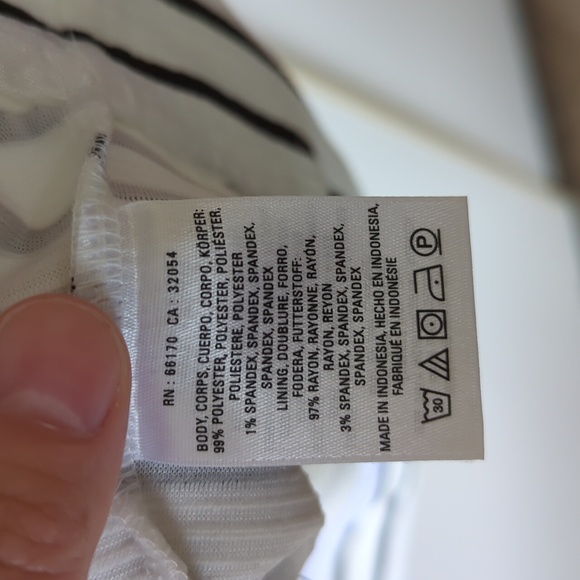 RN : 66170 CA : 32054
BODY, CORPS, CUERPO, CORPO, KÖRPER:
99% POLYESTER, POLYESTER, POLIÉSTER,
POLIESTERE, POLYESTER
1% SPANDEX, SPANDEX, SPANDEX,
SPANDEX, SPANDEX
LINING, DOUBLURE, FORRO,
FODERA, FUTTERSTOFF:
97% RAYON, RAYONNE, RAYÓN,
RAYON, REYON
3% SPANDEX, SPANDEX, SPANDEX,
SPANDEX, SPANDEX
MADE IN INDONESIA, HECHO EN INDONESIA,
FABRIQUÉ EN INDONÉSIE
30 P